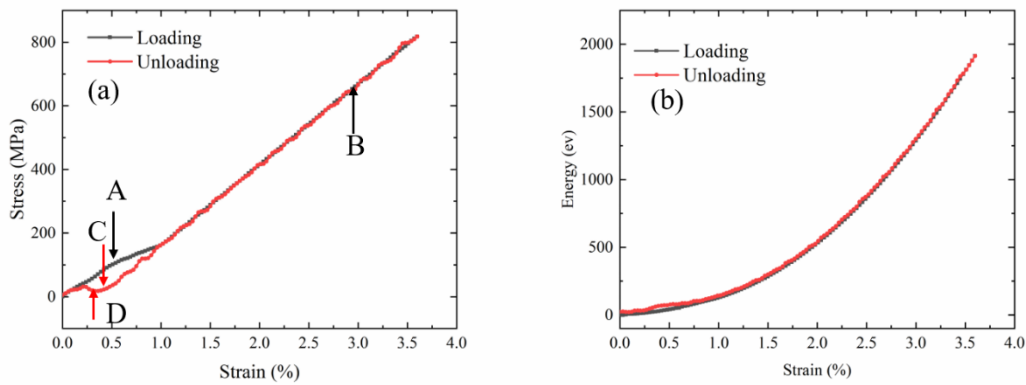 800
600
400
200
0
Stress (MPa)
Loading
Unloading
(a)
A
B
C
D
0.0 0.5 1.0 1.5 2.0 2.5 3.0 3.5 4.0
Strain (%)
2000
1500
1000
500
0
Energy (ev)
Loading
Unloading
(b)
0.0 0.5 1.0 1.5 2.0 2.5 3.0 3.5 4.0
Strain (%)